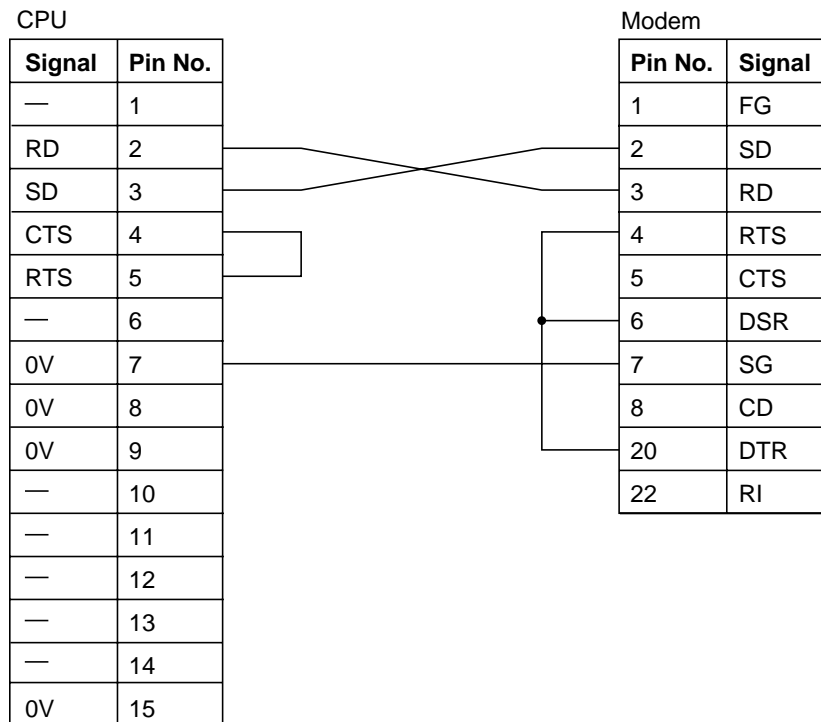 CPU
Signal Pin No.
— 1
RD 2
SD 3
CTS 4
RTS 5
— 6
0V 7
0V 8
0V 9
— 10
— 11
— 12
— 13
— 14
0V 15
Modem
Pin No. Signal
1 FG
2 SD
3 RD
4 RTS
5 CTS
6 DSR
7 SG
8 CD
20 DTR
22 RI